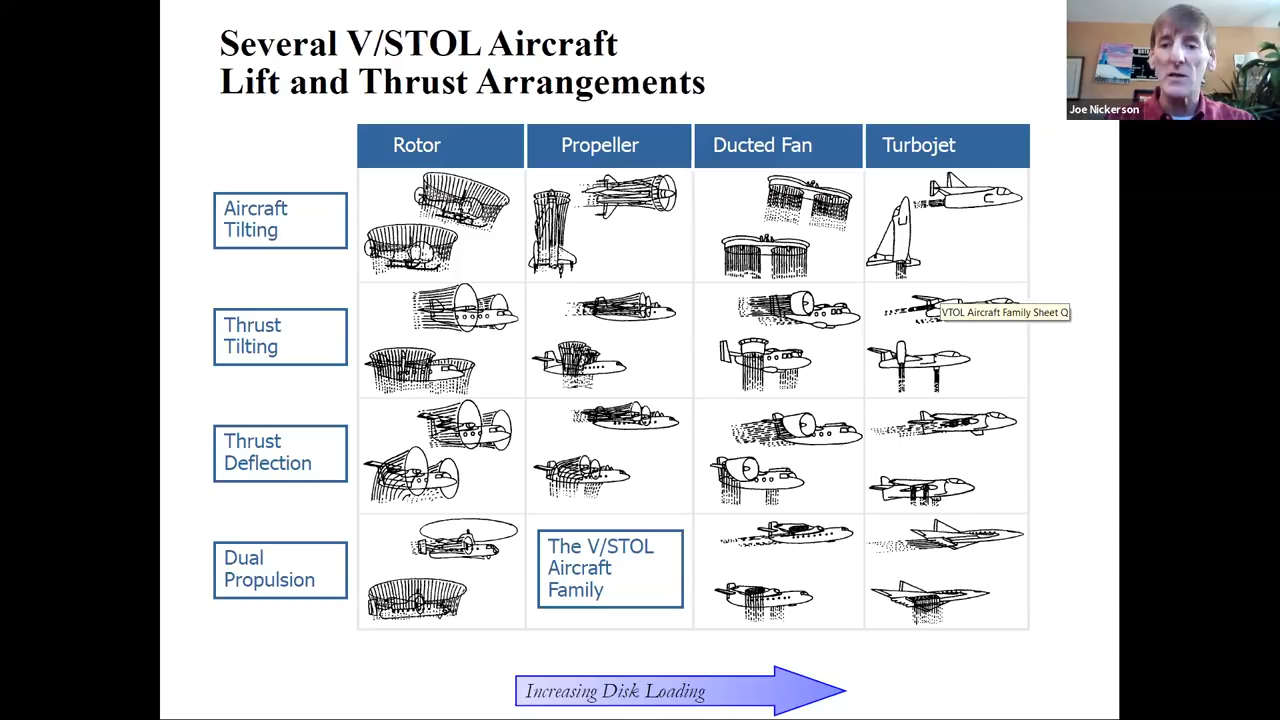 Several V/STOL Aircraft
Lift and Thrust Arrangements
Joe Nickerson
Rotor
Propeller
Ducted Fan
Turbojet
Aircraft
Tilting
Thrust
Tilting
VTOL Aircraft Family Sheet Q
Thrust
Deflection
Dual
Propulsion
The V/STOL
Aircraft
Family
Increasing Disk Loading